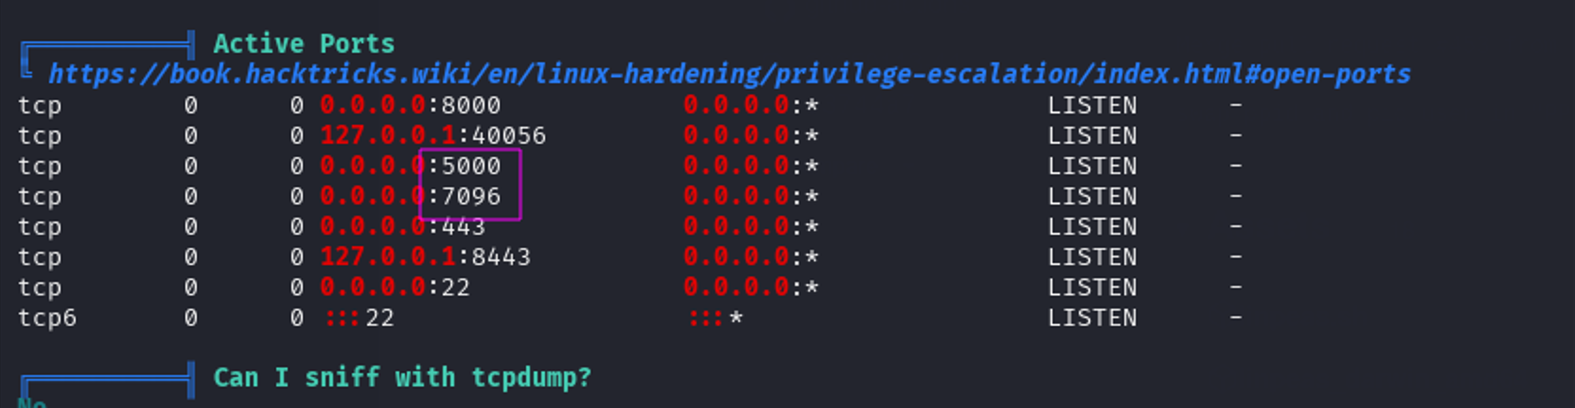 Active Ports
https://book.hacktricks.wiki/en/linux-hardening/privilege-escalation/index.html#open-ports
tcp 0 0 0.0.0.0:8000 0.0.0.0:* LISTEN -
tcp 0 0 127.0.0.1:40056 0.0.0.0:* LISTEN -
tcp 0 0 0.0.0.0:5000 0.0.0.0:* LISTEN -
tcp 0 0 0.0.0.0:7096 0.0.0.0:* LISTEN -
tcp 0 0 0.0.0.0:443 0.0.0.0:* LISTEN -
tcp 0 0 127.0.0.1:8443 0.0.0.0:* LISTEN -
tcp 0 0 0.0.0.0:22 0.0.0.0:* LISTEN -
tcp6 0 0 :::22 :::* LISTEN -
Can I sniff with tcpdump?
No